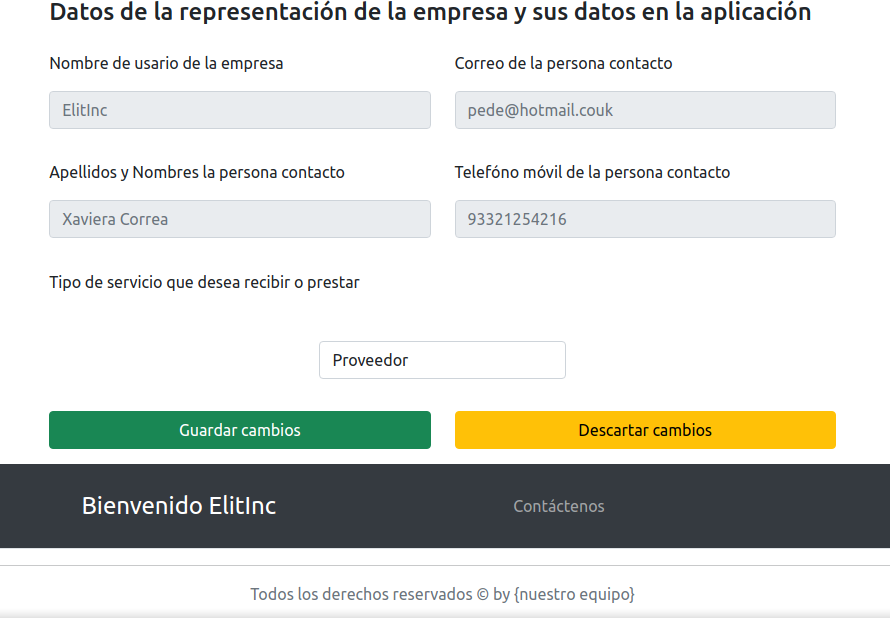 Datos de la representación de la empresa y sus datos en la aplicación
Nombre de usario de la empresa
Correo de la persona contacto
ElitInc
pede@hotmail.couk
Apellidos y Nombres la persona contacto
Telefóno móvil de la persona contacto
Xaviera Correa
93321254216
Tipo de servicio que desea recibir o prestar
Proveedor
Guardar cambios
Descartar cambios
Bienvenido ElitInc
Contáctenos
Todos los derechos reservados © by {nuestro equipo}